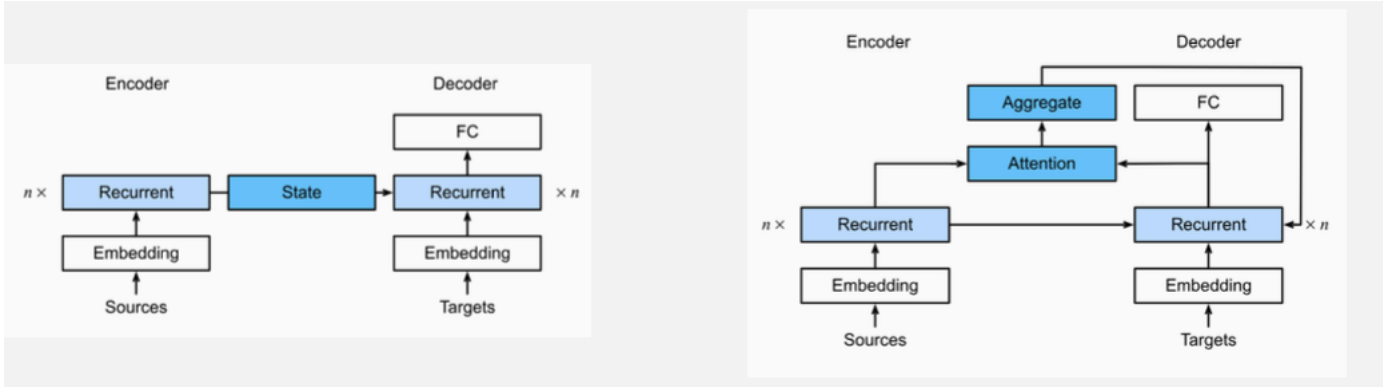 Encoder
Decoder
FC
n ×
Recurrent
State
Recurrent
× n
Embedding
Embedding
Sources
Targets
Encoder
Decoder
Aggregate
FC
Attention
n ×
Recurrent
Recurrent
× n
Embedding
Embedding
Sources
Targets